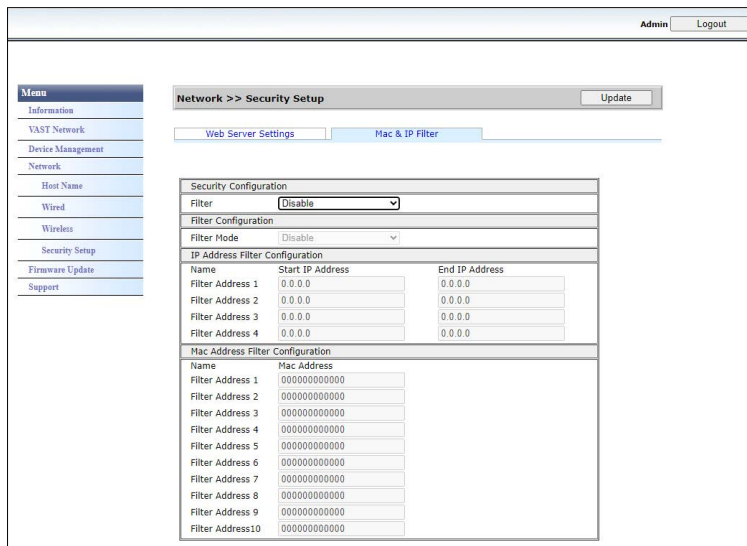 Admin Logout
Menu
Information
VAST Network
Device Management
Network
Host Name
Wired
Wireless
Security Setup
Firmware Update
Support
Network >> Security Setup Update
Web Server Settings Mac & IP Filter
Security Configuration
Filter Disable
Filter Configuration
Filter Mode Disable
IP Address Filter Configuration
Name Start IP Address End IP Address
Filter Address 1 0.0.0.0 0.0.0.0
Filter Address 2 0.0.0.0 0.0.0.0
Filter Address 3 0.0.0.0 0.0.0.0
Filter Address 4 0.0.0.0 0.0.0.0
Mac Address Filter Configuration
Name Mac Address
Filter Address 1 000000000000
Filter Address 2 000000000000
Filter Address 3 000000000000
Filter Address 4 000000000000
Filter Address 5 000000000000
Filter Address 6 000000000000
Filter Address 7 000000000000
Filter Address 8 000000000000
Filter Address 9 000000000000
Filter Address10 000000000000